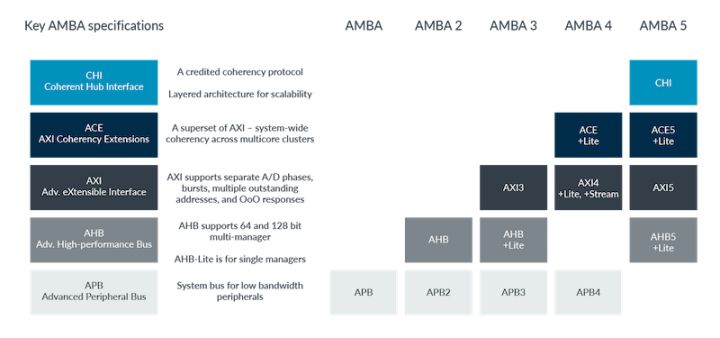 Key AMBA specifications
AMBA
AMBA 2
AMBA 3
AMBA 4
AMBA 5
CHI
Coherent Hub Interface
A credited coherency protocol
Layered architecture for scalability
CHI
ACE
AXI Coherency Extensions
A superset of AXI – system-wide
coherency across multicore clusters
ACE
+Lite
ACE5
+Lite
AXI
Adv. eXtensible Interface
AXI supports separate A/D phases,
bursts, multiple outstanding
addresses, and OoO responses
AXI3
AXI4
+Lite, +Stream
AXI5
AHB
Adv. High-performance Bus
AHB supports 64 and 128 bit
multi-manager
AHB-Lite is for single managers
AHB
AHB
+Lite
AHB5
+Lite
APB
Advanced Peripheral Bus
System bus for low bandwidth
peripherals
APB
APB2
APB3
APB4